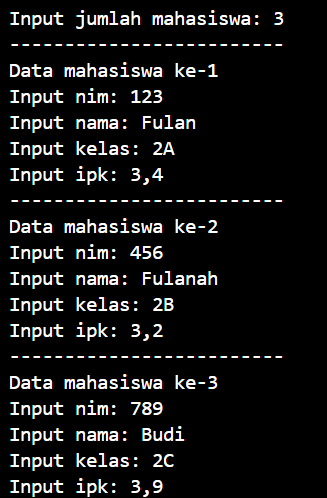 Input jumlah mahasiswa: 3
-------------------------
Data mahasiswa ke-1
Input nim: 123
Input nama: Fulan
Input kelas: 2A
Input ipk: 3,4
-------------------------
Data mahasiswa ke-2
Input nim: 456
Input nama: Fulanah
Input kelas: 2B
Input ipk: 3,2
-------------------------
Data mahasiswa ke-3
Input nim: 789
Input nama: Budi
Input kelas: 2C
Input ipk: 3,9